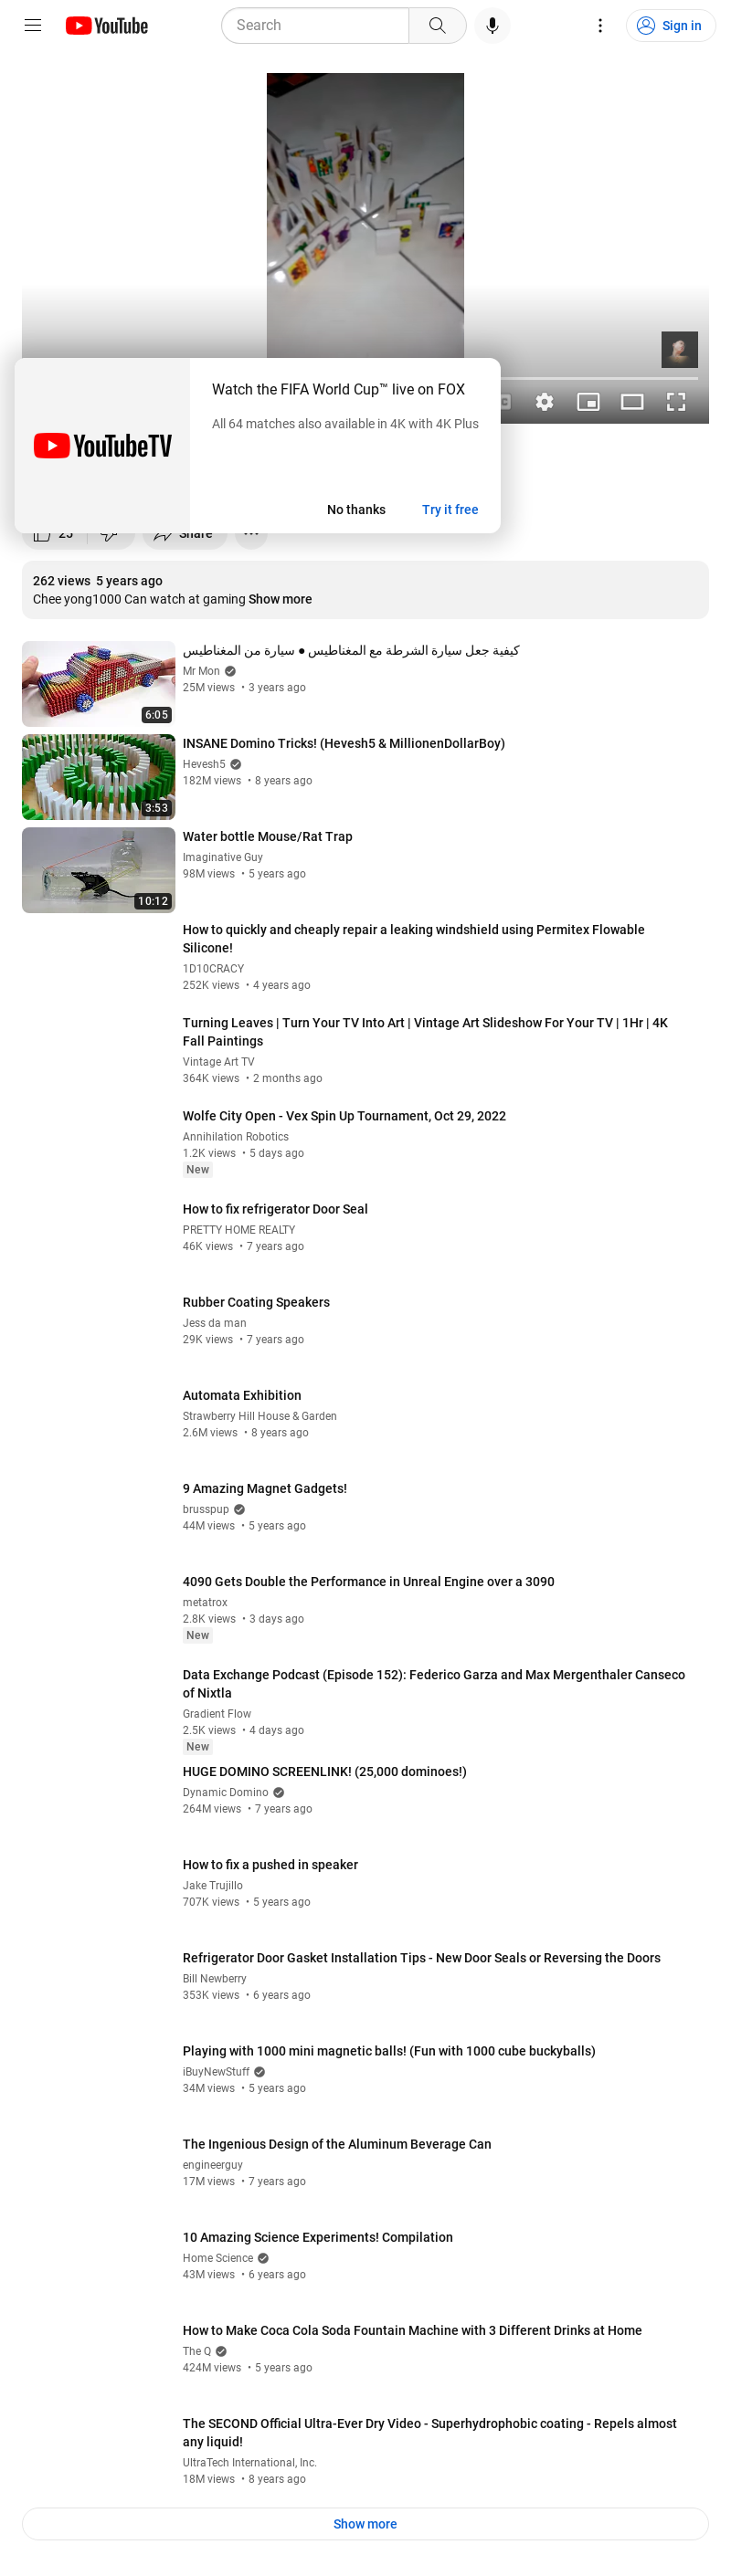 YouTube
Search
Sign in
Watch the FIFA World Cup™ live on FOX
All 64 matches also available in 4K with 4K Plus
YouTubeTV
No thanks
Try it free
25
Share
262 views 5 years ago
Chee yong1000 Can watch at gaming Show more
كيفية جعل سيارة الشرطة مع المغناطيس ● سيارة من المغناطيس
Mr Mon
25M views • 3 years ago
6:05
INSANE Domino Tricks! (Hevesh5 & MillionenDollarBoy)
Hevesh5
182M views • 8 years ago
3:53
Water bottle Mouse/Rat Trap
Imaginative Guy
98M views • 5 years ago
10:12
How to quickly and cheaply repair a leaking windshield using Permitex Flowable
Silicone!
1D10CRACY
252K views • 4 years ago
Turning Leaves | Turn Your TV Into Art | Vintage Art Slideshow For Your TV | 1Hr | 4K
Fall Paintings
Vintage Art TV
364K views • 2 months ago
Wolfe City Open - Vex Spin Up Tournament, Oct 29, 2022
Annihilation Robotics
1.2K views • 5 days ago
New
How to fix refrigerator Door Seal
PRETTY HOME REALTY
46K views • 7 years ago
Rubber Coating Speakers
Jess da man
29K views • 7 years ago
Automata Exhibition
Strawberry Hill House & Garden
2.6M views • 8 years ago
9 Amazing Magnet Gadgets!
brusspup
44M views • 5 years ago
4090 Gets Double the Performance in Unreal Engine over a 3090
metatrox
2.8K views • 3 days ago
New
Data Exchange Podcast (Episode 152): Federico Garza and Max Mergenthaler Canseco
of Nixtla
Gradient Flow
2.5K views • 4 days ago
New
HUGE DOMINO SCREENLINK! (25,000 dominoes!)
Dynamic Domino
264M views • 7 years ago
How to fix a pushed in speaker
Jake Trujillo
707K views • 5 years ago
Refrigerator Door Gasket Installation Tips - New Door Seals or Reversing the Doors
Bill Newberry
353K views • 6 years ago
Playing with 1000 mini magnetic balls! (Fun with 1000 cube buckyballs)
iBuyNewStuff
34M views • 5 years ago
The Ingenious Design of the Aluminum Beverage Can
engineerguy
17M views • 7 years ago
10 Amazing Science Experiments! Compilation
Home Science
43M views • 6 years ago
How to Make Coca Cola Soda Fountain Machine with 3 Different Drinks at Home
The Q
424M views • 5 years ago
The SECOND Official Ultra-Ever Dry Video - Superhydrophobic coating - Repels almost
any liquid!
UltraTech International, Inc.
18M views • 8 years ago
Show more